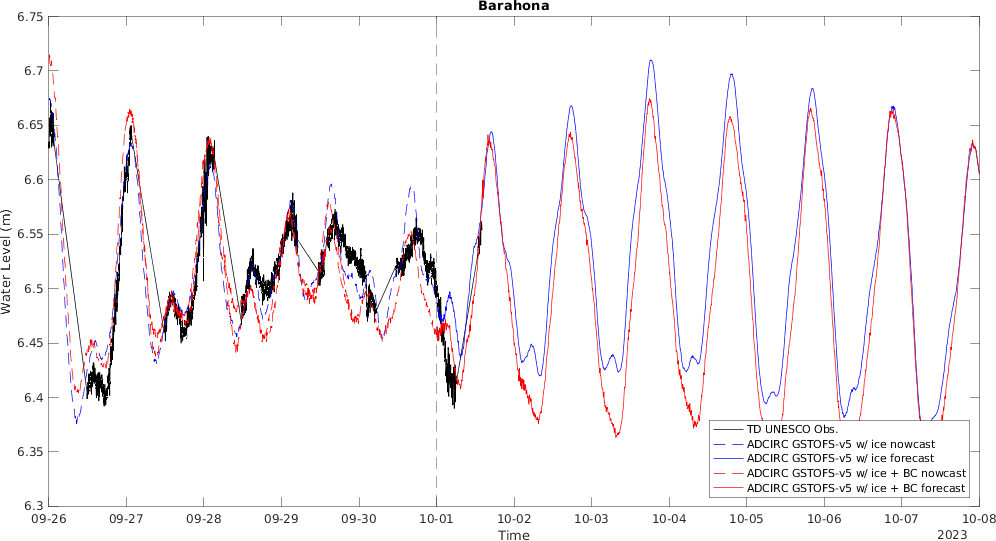 Barahona
6.75
6.7
6.65
6.6
6.55
6.5
6.45
6.4
6.35
6.3
Water Level (m)
09-26 09-27 09-28 09-29 09-30 10-01 10-02 10-03 10-04 10-05 10-06 10-07 10-08
Time
2023
TD UNESCO Obs.
ADCIRC GSTOFS-v5 w/ ice nowcast
ADCIRC GSTOFS-v5 w/ ice forecast
ADCIRC GSTOFS-v5 w/ ice + BC nowcast
ADCIRC GSTOFS-v5 w/ ice + BC forecast